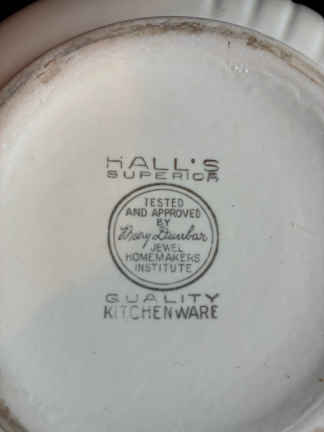 HALL'S
SUPERIOR
TESTED
AND APPROVED
BY
Mary Dunbar
JEWEL
HOMEMAKERS
INSTITUTE
QUALITY
KITCHENWARE